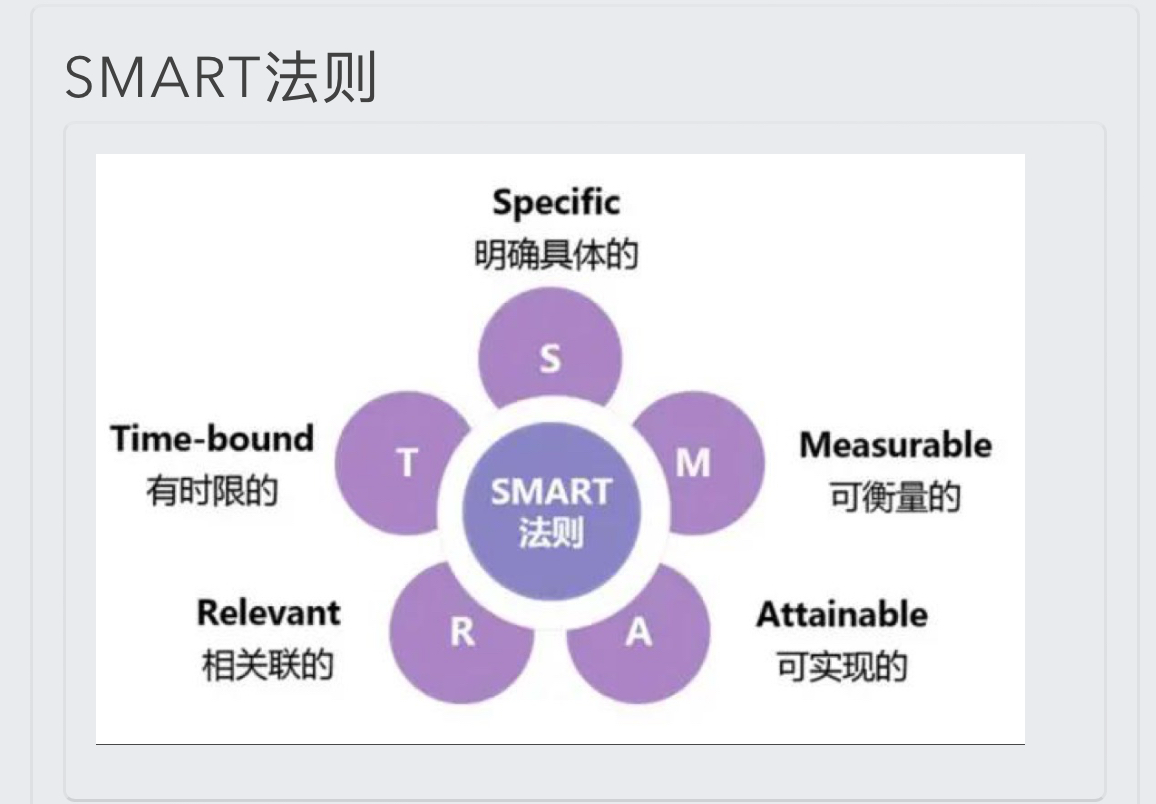 SMART法则
Specific
明确具体的
S
Time-bound
有时限的
T
M
Measurable
可衡量的
SMART
法则
Relevant
相关联的
R
A
Attainable
可实现的